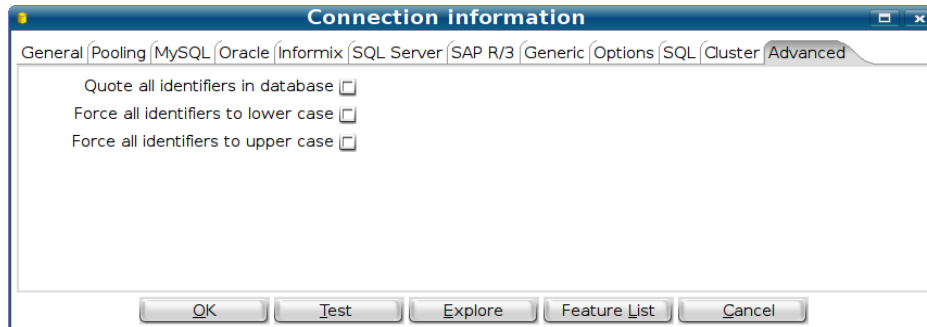 Connection information
General Pooling MySQL Oracle Informix SQL Server SAP R/3 Generic Options SQL Cluster Advanced
Quote all identifiers in database
Force all identifiers to lower case
Force all identifiers to upper case
OK Test Explore Feature List Cancel